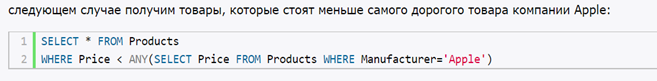 следующем случае получим товары, которые стоят меньше самого дорогого товара компании Apple:
1 SELECT * FROM Products
2 WHERE Price < ANY(SELECT Price FROM Products WHERE Manufacturer='Apple')